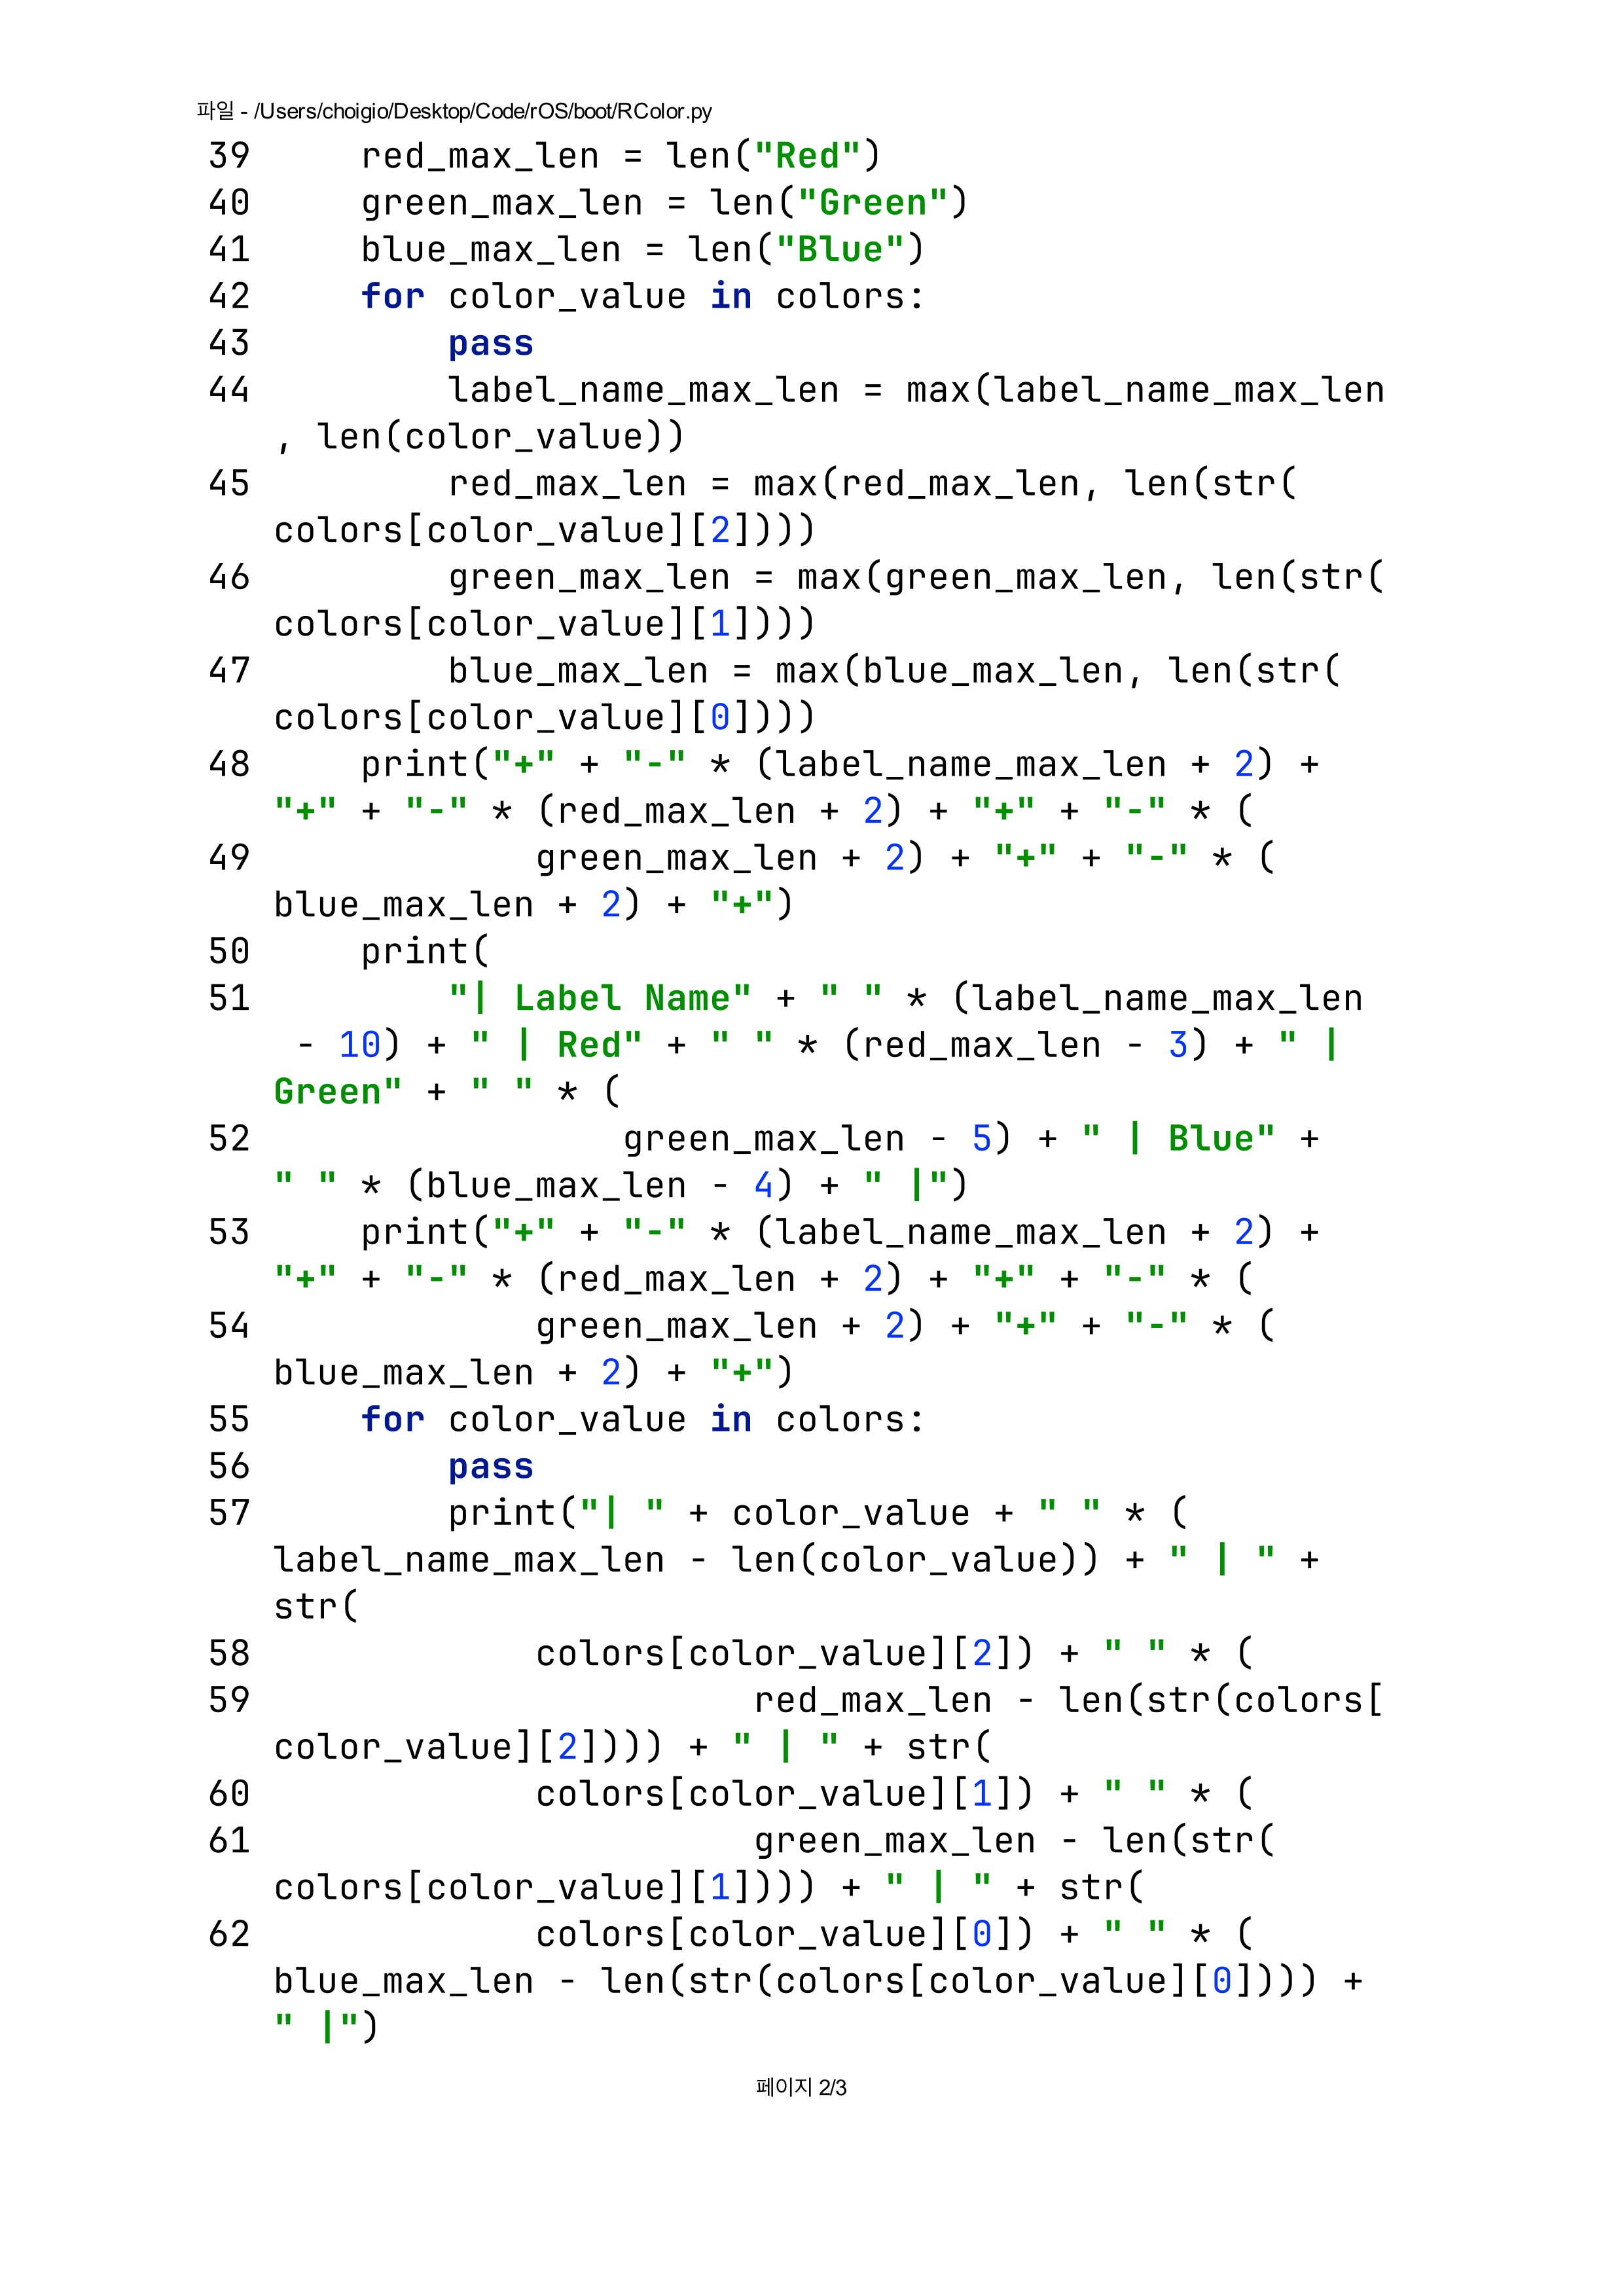 파일 - /Users/choigio/Desktop/Code/rOS/boot/RColor.py
39     red_max_len = len("Red")
40     green_max_len = len("Green")
41     blue_max_len = len("Blue")
42     for color_value in colors:
43         pass
44         label_name_max_len = max(label_name_max_len
, len(color_value))
45         red_max_len = max(red_max_len, len(str(
colors[color_value][2])))
46         green_max_len = max(green_max_len, len(str(
colors[color_value][1])))
47         blue_max_len = max(blue_max_len, len(str(
colors[color_value][0])))
48     print("+" + "-" * (label_name_max_len + 2) +
"+" + "-" * (red_max_len + 2) + "+" + "-" * (
49             green_max_len + 2) + "+" + "-" * (
blue_max_len + 2) + "+")
50     print(
51         "| Label Name" + " " * (label_name_max_len
 - 10) + " | Red" + " " * (red_max_len - 3) + " |
Green" + " " * (
52                 green_max_len - 5) + " | Blue" +
" " * (blue_max_len - 4) + " |")
53     print("+" + "-" * (label_name_max_len + 2) +
"+" + "-" * (red_max_len + 2) + "+" + "-" * (
54             green_max_len + 2) + "+" + "-" * (
blue_max_len + 2) + "+")
55     for color_value in colors:
56         pass
57         print("| " + color_value + " " * (
label_name_max_len - len(color_value)) + " | " +
str(
58             colors[color_value][2]) + " " * (
59                       red_max_len - len(str(colors[
color_value][2]))) + " | " + str(
60             colors[color_value][1]) + " " * (
61                       green_max_len - len(str(
colors[color_value][1]))) + " | " + str(
62             colors[color_value][0]) + " " * (
blue_max_len - len(str(colors[color_value][0]))) +
" |")
페이지 2/3